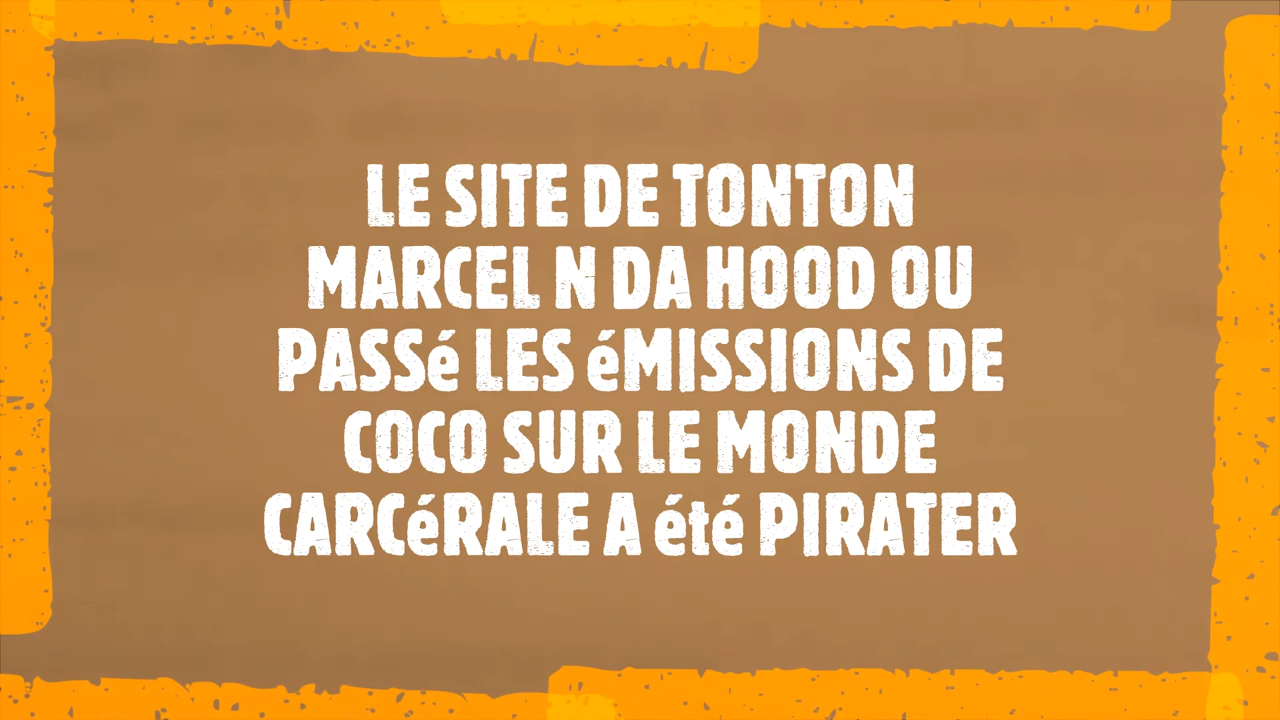 LE SITE DE TONTON
MARCEL N DA HOOD OU
PASSé LES éMISSIONS DE
COCO SUR LE MONDE
CARCéRALE A été PIRATER